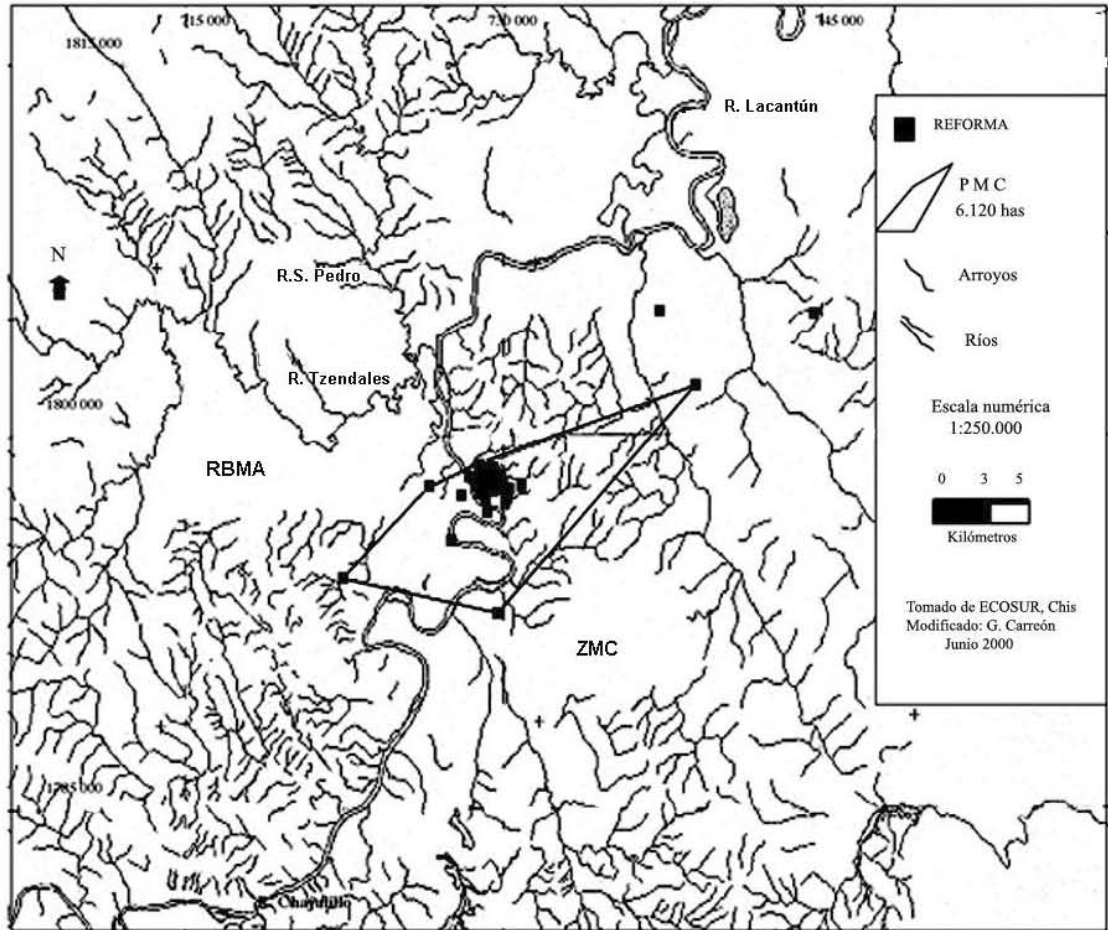 715 000
730 000
745 000
1815 000
R. Lacantún
REFORMA
P M C
6.120 has
N
R.S. Pedro
Arroyos
Ríos
R. Tzendales
1800 000
Escala numérica
1:250.000
RBMA
0 3 5
Kilómetros
Tomado de ECOSUR, Chis
Modificado: G. Carreón
Junio 2000
ZMC
1785 000
Chajulillo